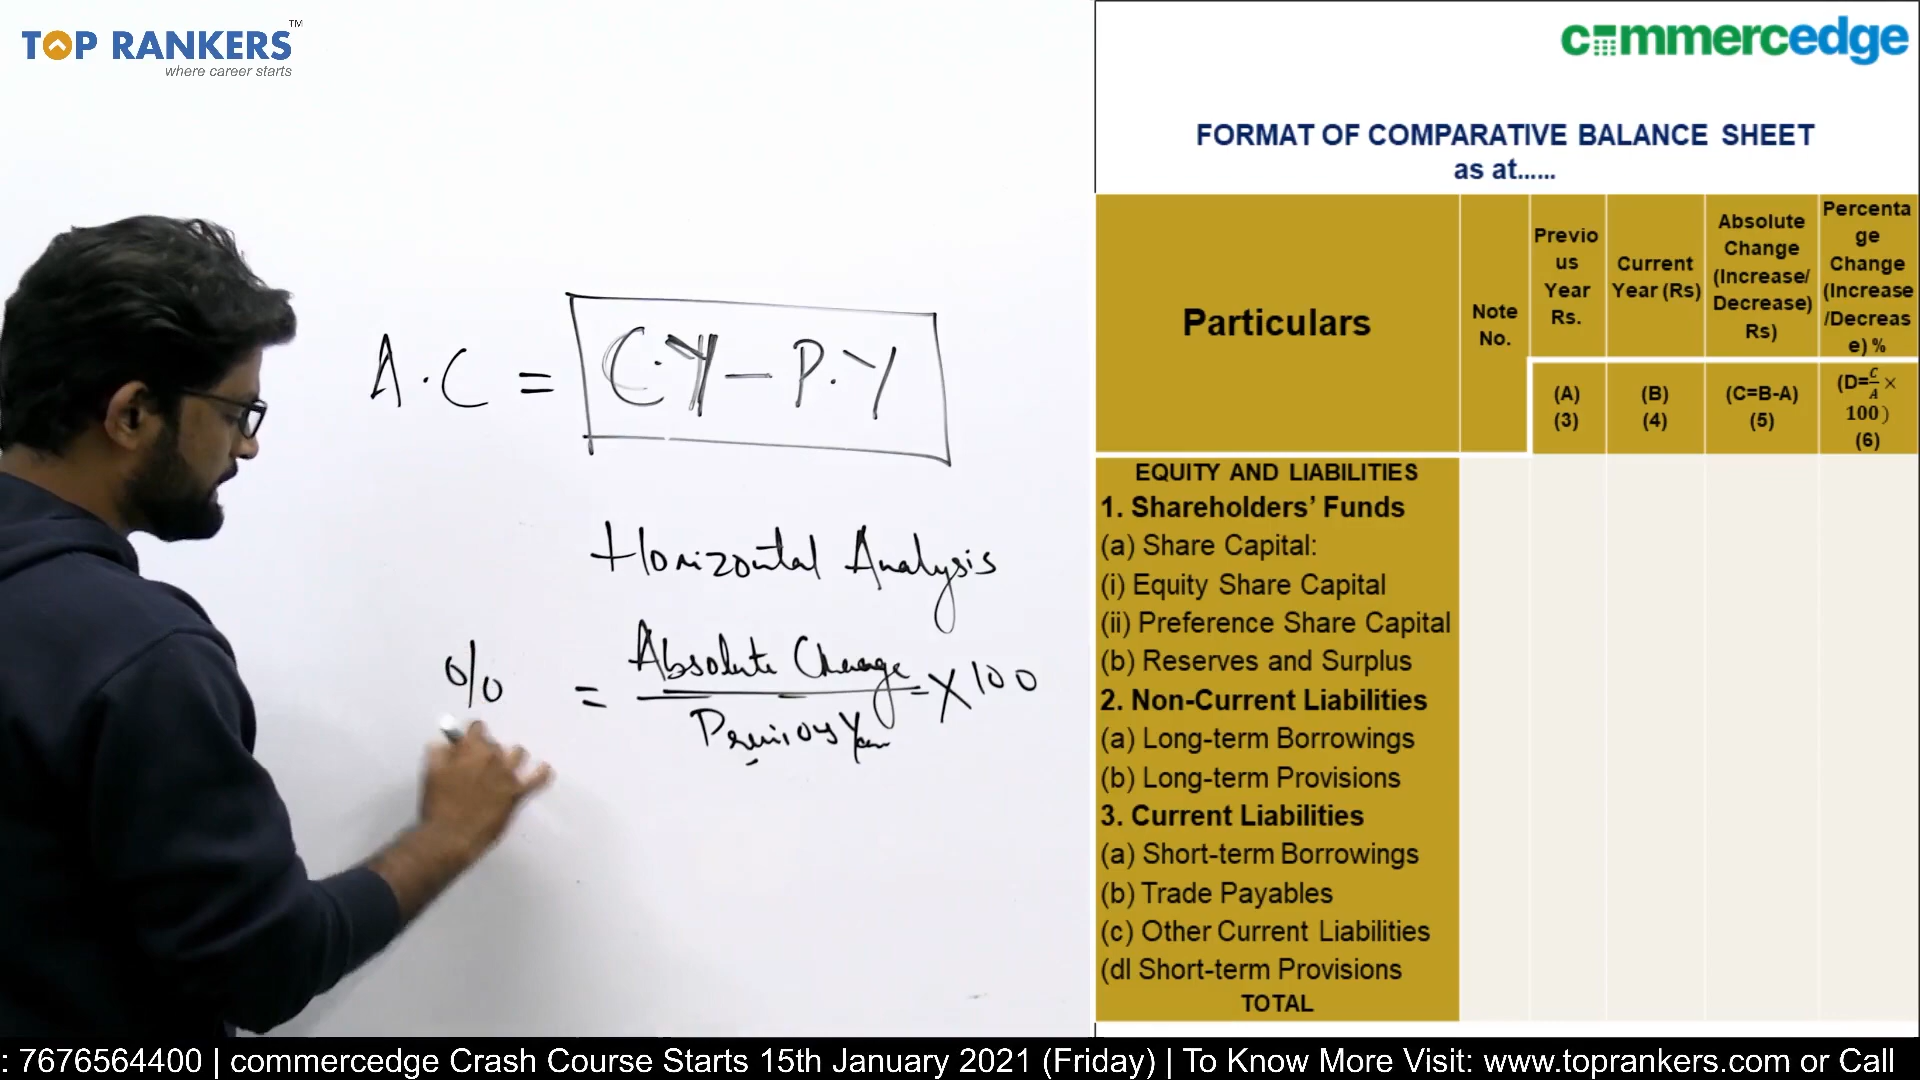 TOP RANKERS™
where career starts
A.C = C.Y – P.Y
Horizontal Analysis
% = Absolute Change × 100
Previous Year
commercedge
FORMAT OF COMPARATIVE BALANCE SHEET
as at......
Particulars
Note No.
Previous Year Rs.
Current Year (Rs)
Absolute Change (Increase/Decrease) Rs)
Percentage Change (Increase/Decrease) %
(A) (3)
(B) (4)
(C=B-A) (5)
(D=C/A × 100) (6)
EQUITY AND LIABILITIES
1. Shareholders’ Funds
(a) Share Capital:
(i) Equity Share Capital
(ii) Preference Share Capital
(b) Reserves and Surplus
2. Non-Current Liabilities
(a) Long-term Borrowings
(b) Long-term Provisions
3. Current Liabilities
(a) Short-term Borrowings
(b) Trade Payables
(c) Other Current Liabilities
(dl Short-term Provisions
TOTAL
: 7676564400 | commercedge Crash Course Starts 15th January 2021 (Friday) | To Know More Visit: www.toprankers.com or Call